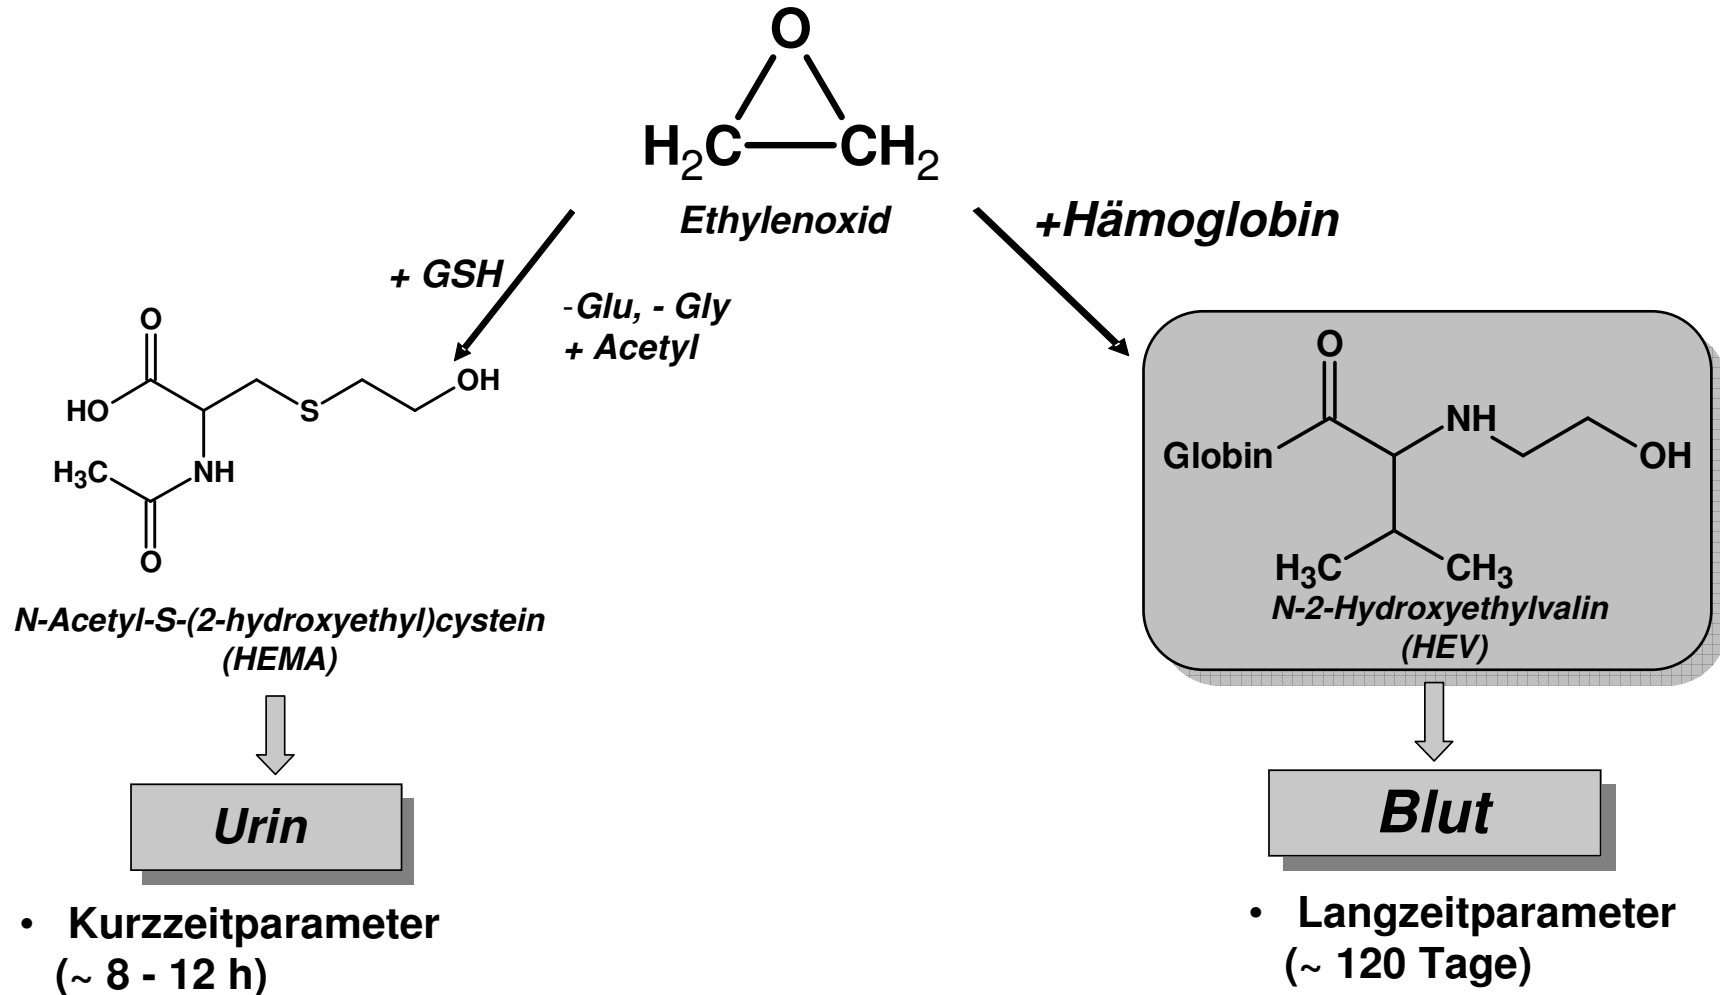 O
H2C CH2
Ethylenoxid
+Hämoglobin
+ GSH
-Glu, - Gly
+ Acetyl
O
HO
S
OH
H3C
NH
O
N-Acetyl-S-(2-hydroxyethyl)cystein
(HEMA)
Urin
• Kurzzeitparameter
(~ 8 - 12 h)
O
Globin
NH
OH
H3C
CH3
N-2-Hydroxyethylvalin
(HEV)
Blut
• Langzeitparameter
(~ 120 Tage)